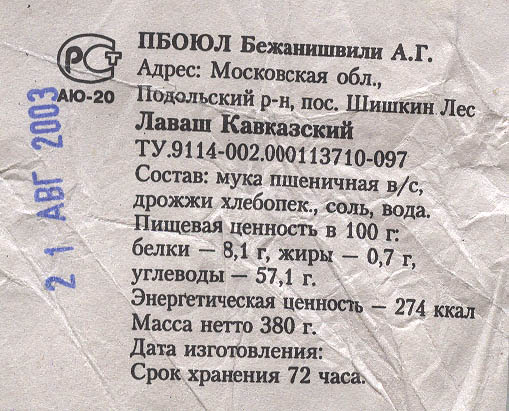 ПБОЮЛ Бежанишвили А.Г.
Адрес: Московская обл.,
Подольский р-н, пос. Шишкин Лес
Лаваш Кавказский
ТУ.9114-002.000113710-097
Состав: мука пшеничная в/с,
дрожжи хлебопек., соль, вода.
Пищевая ценность в 100 г:
белки – 8,1 г, жиры – 0,7 г,
углеводы – 57,1 г.
Энергетическая ценность – 274 ккал
Масса нетто 380 г.
Дата изготовления:
Срок хранения 72 часа.
РСТ
АЮ-20
21 АВГ 2003